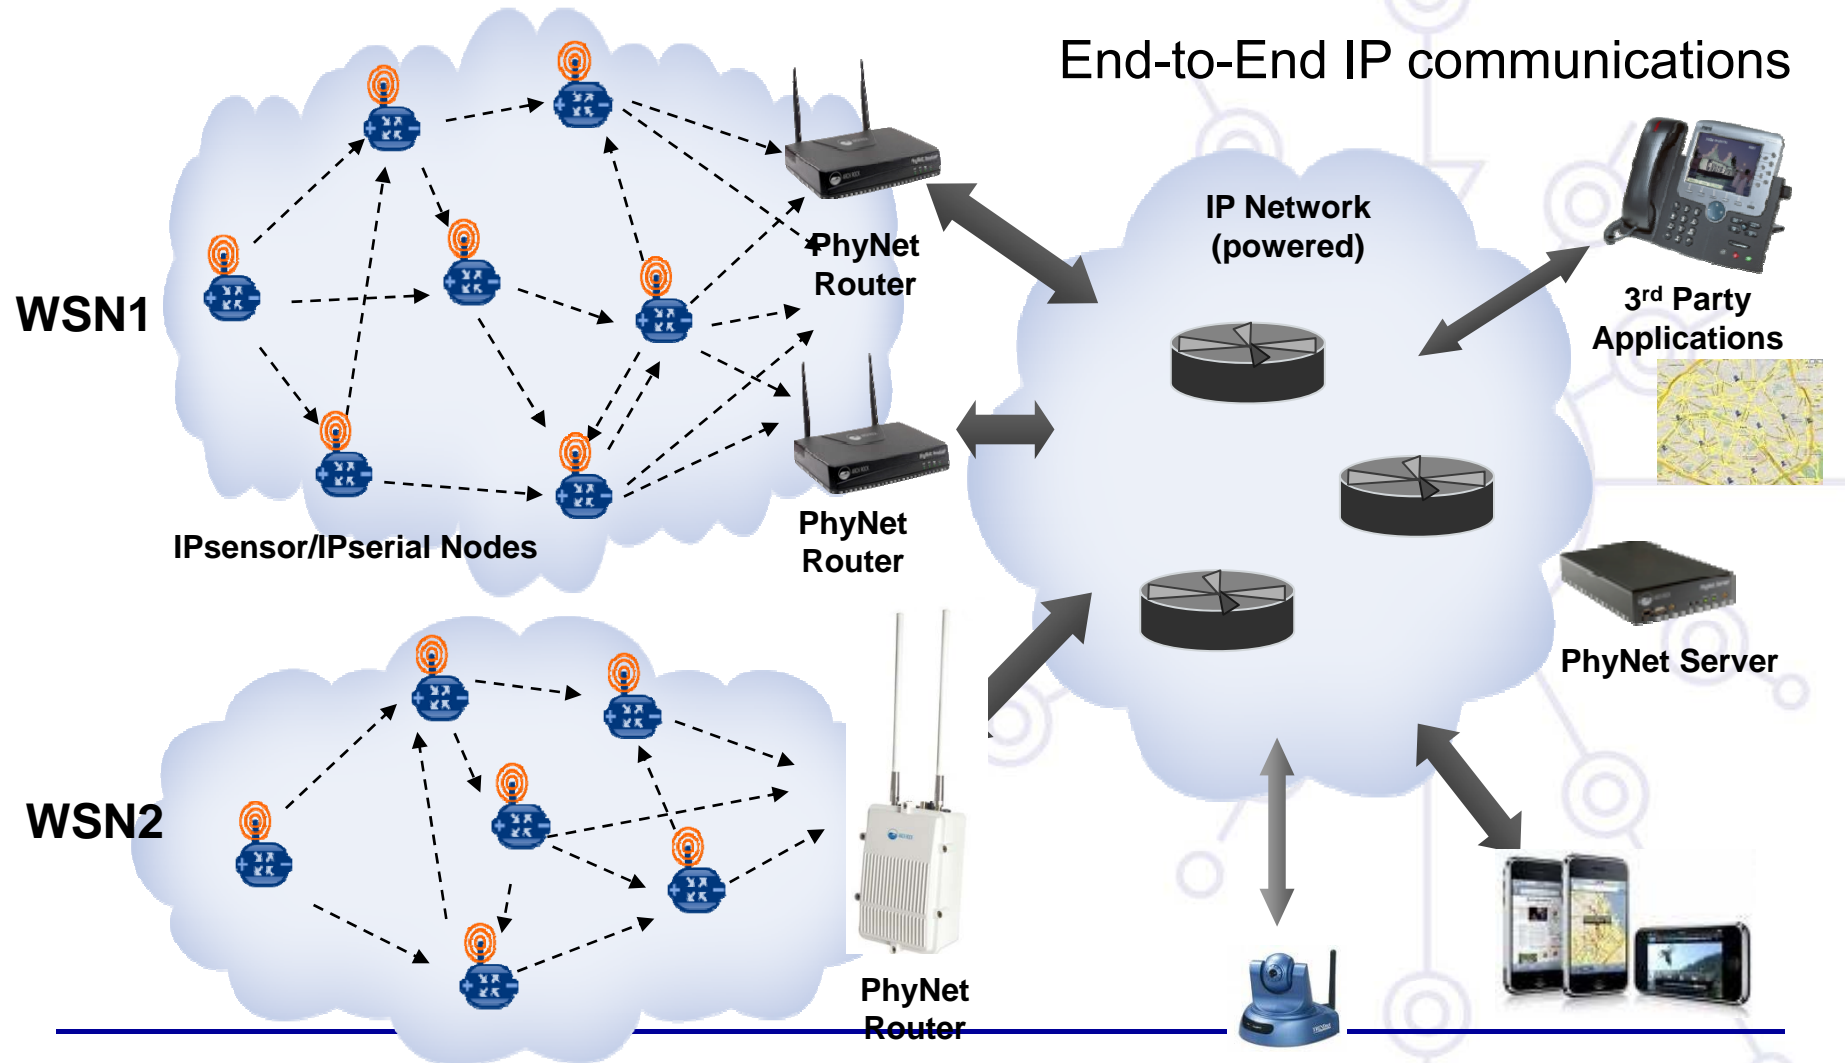 End-to-End IP communications
IP Network
(powered)
PhyNet
Router
3rd Party
Applications
WSN1
PhyNet
Router
IPsensor/IPserial Nodes
PhyNet Server
WSN2
PhyNet
Router